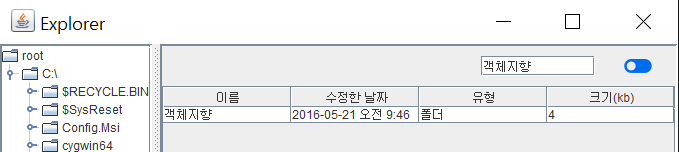 Explorer
root
C:\
$RECYCLE.BIN
$SysReset
Config.Msi
cygwin64
객체지향
이름 수정한 날짜 유형 크기(kb)
객체지향 2016-05-21 오전 9:46 폴더 4